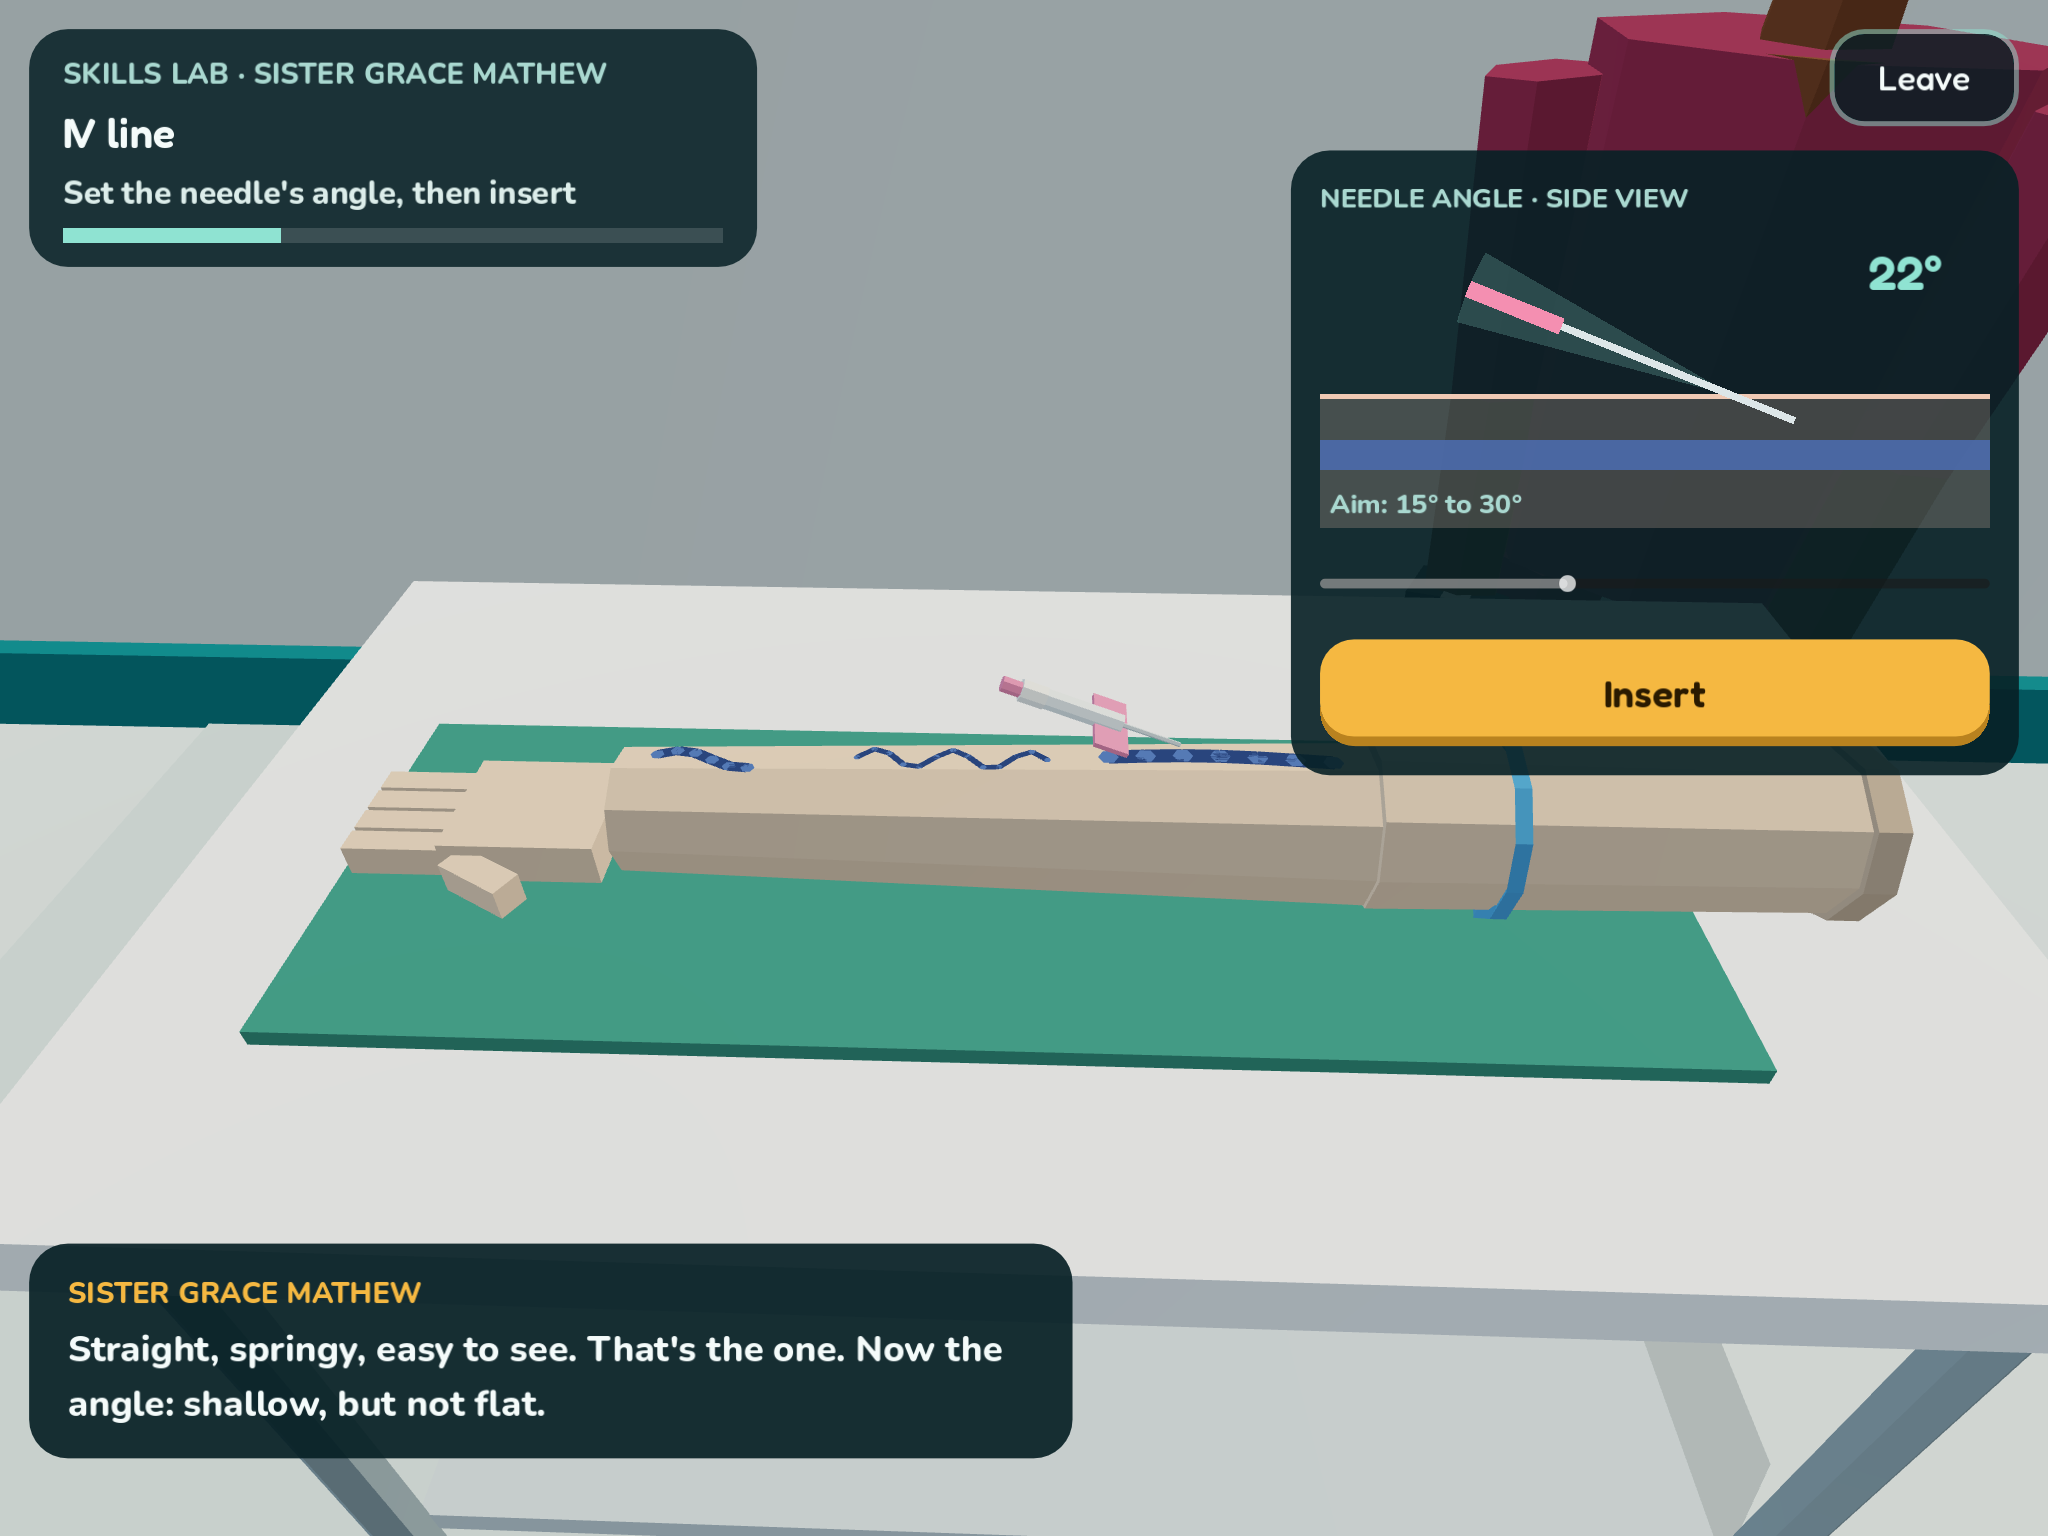 SKILLS LAB · SISTER GRACE MATHEW
IV line
Set the needle's angle, then insert
Leave
NEEDLE ANGLE · SIDE VIEW
22°
Aim: 15° to 30°
Insert
SISTER GRACE MATHEW
Straight, springy, easy to see. That's the one. Now the
angle: shallow, but not flat.